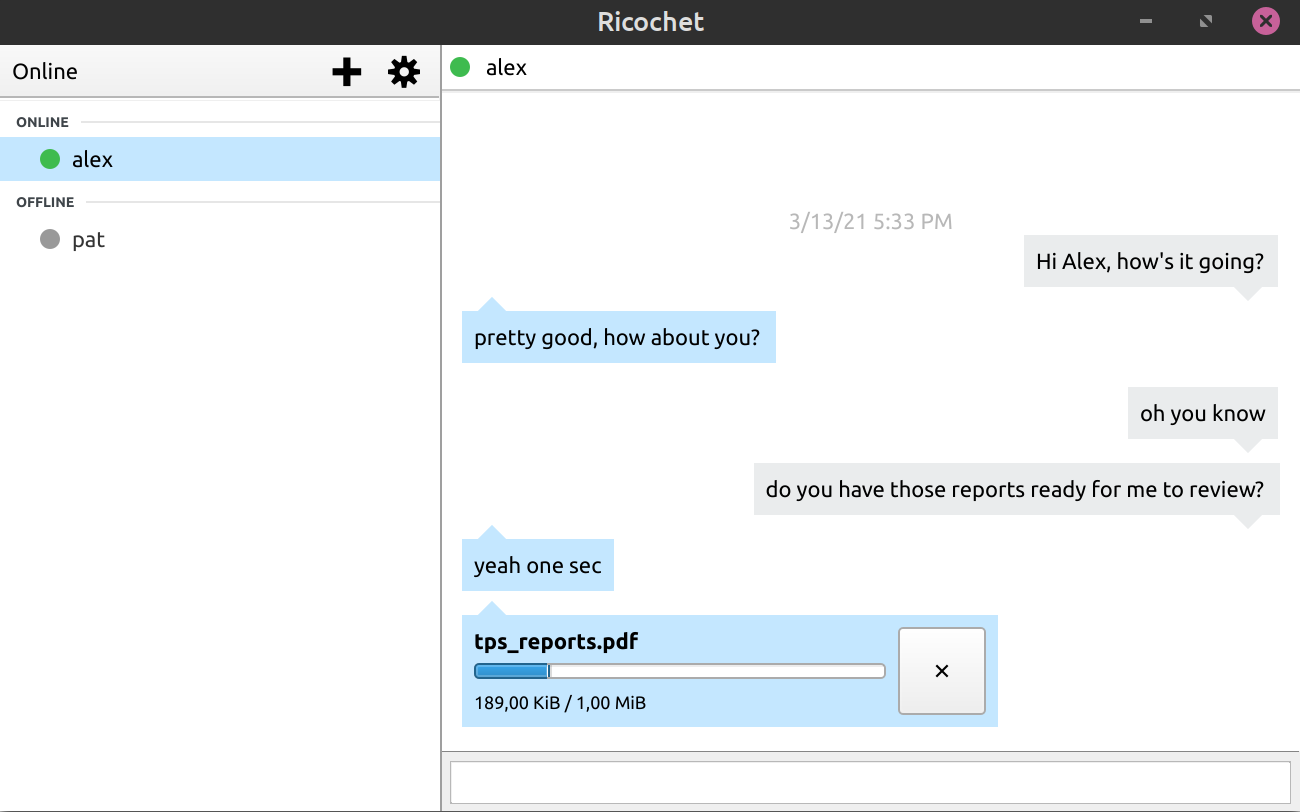 Ricochet
Online
ONLINE
alex
OFFLINE
pat
alex
3/13/21 5:33 PM
Hi Alex, how's it going?
pretty good, how about you?
oh you know
do you have those reports ready for me to review?
yeah one sec
tps_reports.pdf
189,00 KiB / 1,00 MiB